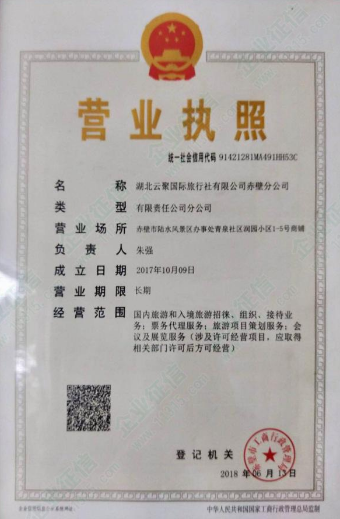 营业执照
统一社会信用代码 91421281MA491HH53C
名 称 湖北云聚国际旅行社有限公司赤壁分公司
类 型 有限责任公司分公司
营业场所 赤壁市陆水风景区办事处青泉社区润园小区1-5号商铺
负 责 人 朱强
成立日期 2017年10月09日
营业期限 长期
经营范围 国内旅游和入境旅游招徕、组织、接待业
务；票务代理服务；旅游项目策划服务；会
议及展览服务（涉及许可经营项目，应取得
相关部门许可后方可经营）
登记机关
2018年06月13日
中华人民共和国国家工商行政管理总局监制